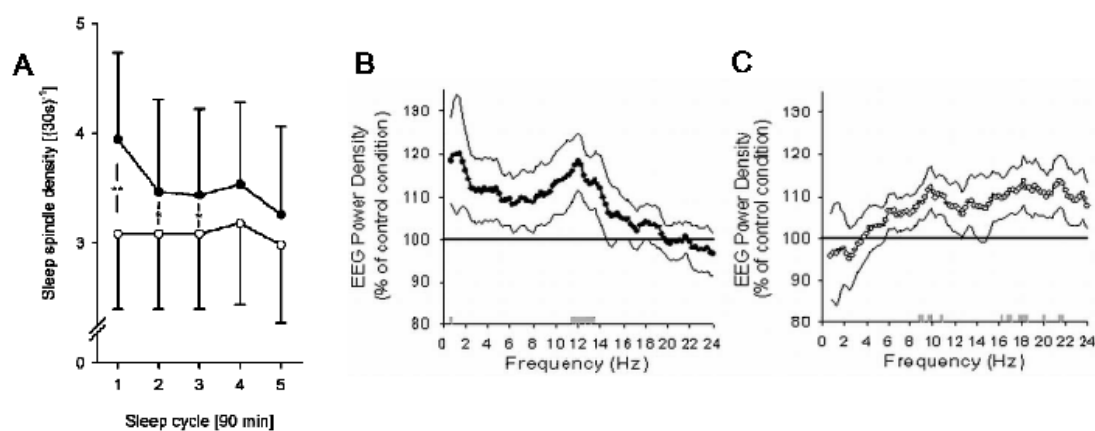 A
B
C
5
4
3
0
Sleep spindle density [(30s)⁻¹]
**
*
*
1 2 3 4 5
Sleep cycle [90 min]
EEG Power Density
(% of control condition)
130
120
110
100
90
80
0 2 4 6 8 10 12 14 16 18 20 22 24
Frequency (Hz)
EEG Power Density
(% of control condition)
130
120
110
100
90
80
0 2 4 6 8 10 12 14 16 18 20 22 24
Frequency (Hz)